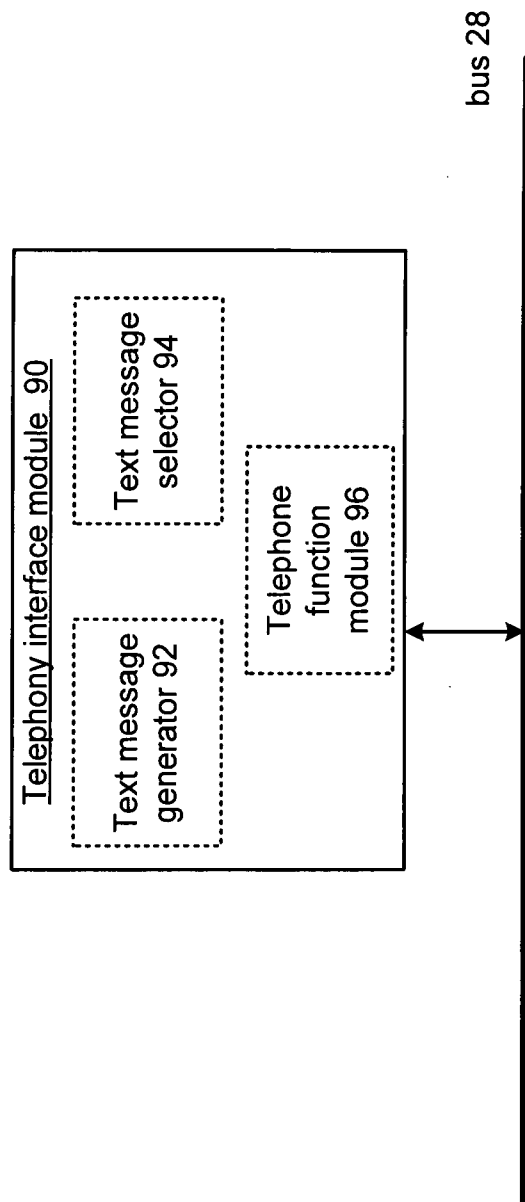 Telephony interface module 90
Text message
generator 92
Text message
selector 94
Telephone
function
module 96
bus 28